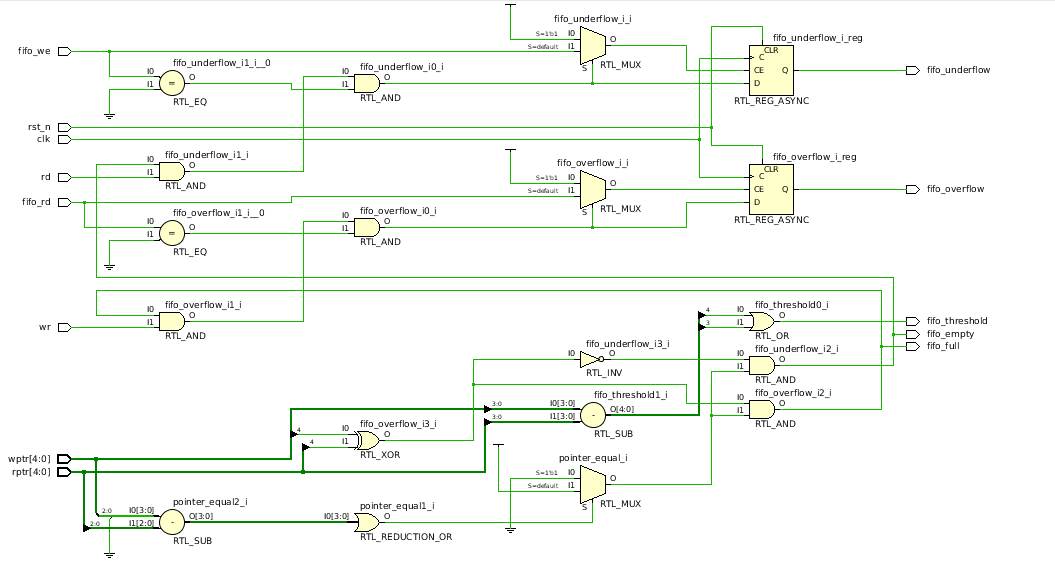 fifo_underflow_i_i
S=1'b1 I0 O
S=default I1
S RTL_MUX
fifo_underflow_i_reg
CLR
C
CE Q
D
RTL_REG_ASYNC
fifo_underflow
fifo_we
fifo_underflow_i1_i__0
I0 O
I1 =
RTL_EQ
fifo_underflow_i0_i
I0 O
I1
RTL_AND
rst_n
clk
fifo_underflow_i1_i
I0 O
I1
RTL_AND
rd
fifo_rd
fifo_overflow_i_i
S=1'b1 I0 O
S=default I1
S RTL_MUX
fifo_overflow_i_reg
CLR
C
CE Q
D
RTL_REG_ASYNC
fifo_overflow
fifo_overflow_i1_i__0
I0 O
I1 =
RTL_EQ
fifo_overflow_i0_i
I0 O
I1
RTL_AND
fifo_overflow_i1_i
I0 O
I1
RTL_AND
wr
fifo_threshold0_i
4 I0 O
3 I1
RTL_OR
fifo_threshold
fifo_empty
fifo_full
fifo_underflow_i3_i
I0 O
RTL_INV
fifo_underflow_i2_i
I0 O
I1
RTL_AND
fifo_threshold1_i
3:0 I0[3:0] O[4:0]
3:0 I1[3:0] -
RTL_SUB
fifo_overflow_i2_i
I0 O
I1
RTL_AND
fifo_overflow_i3_i
4 I0 O
4 I1
RTL_XOR
wptr[4:0]
rptr[4:0]
pointer_equal_i
S=1'b1 I0 O
S=default I1
S RTL_MUX
pointer_equal2_i
2:0 I0[3:0] O[3:0]
2:0 I1[2:0] -
RTL_SUB
pointer_equal1_i
I0[3:0] O
RTL_REDUCTION_OR